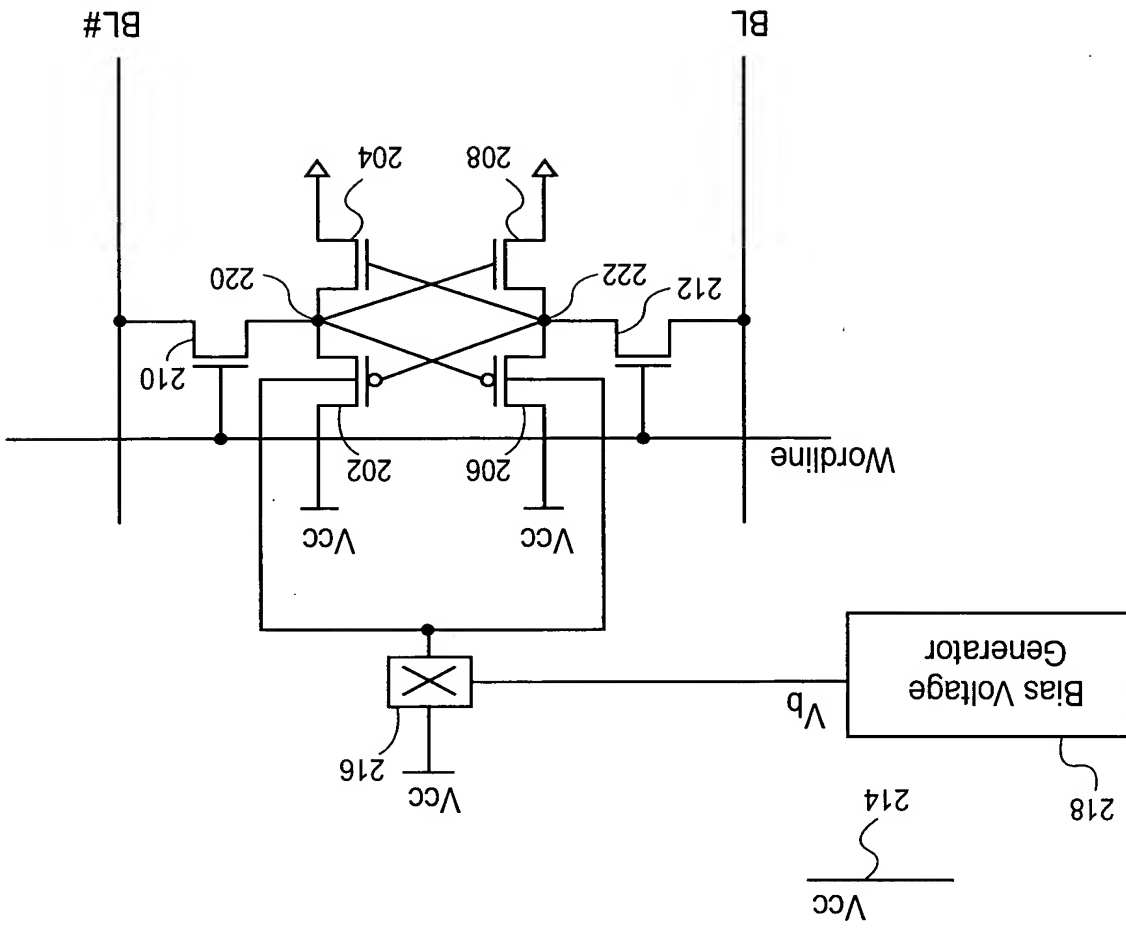 Vcc
218
214
Vcc
216
Vb
Bias Voltage
Generator
Vcc
Vcc
Wordline
206
202
210
212
222
220
208
204
BL
BL#